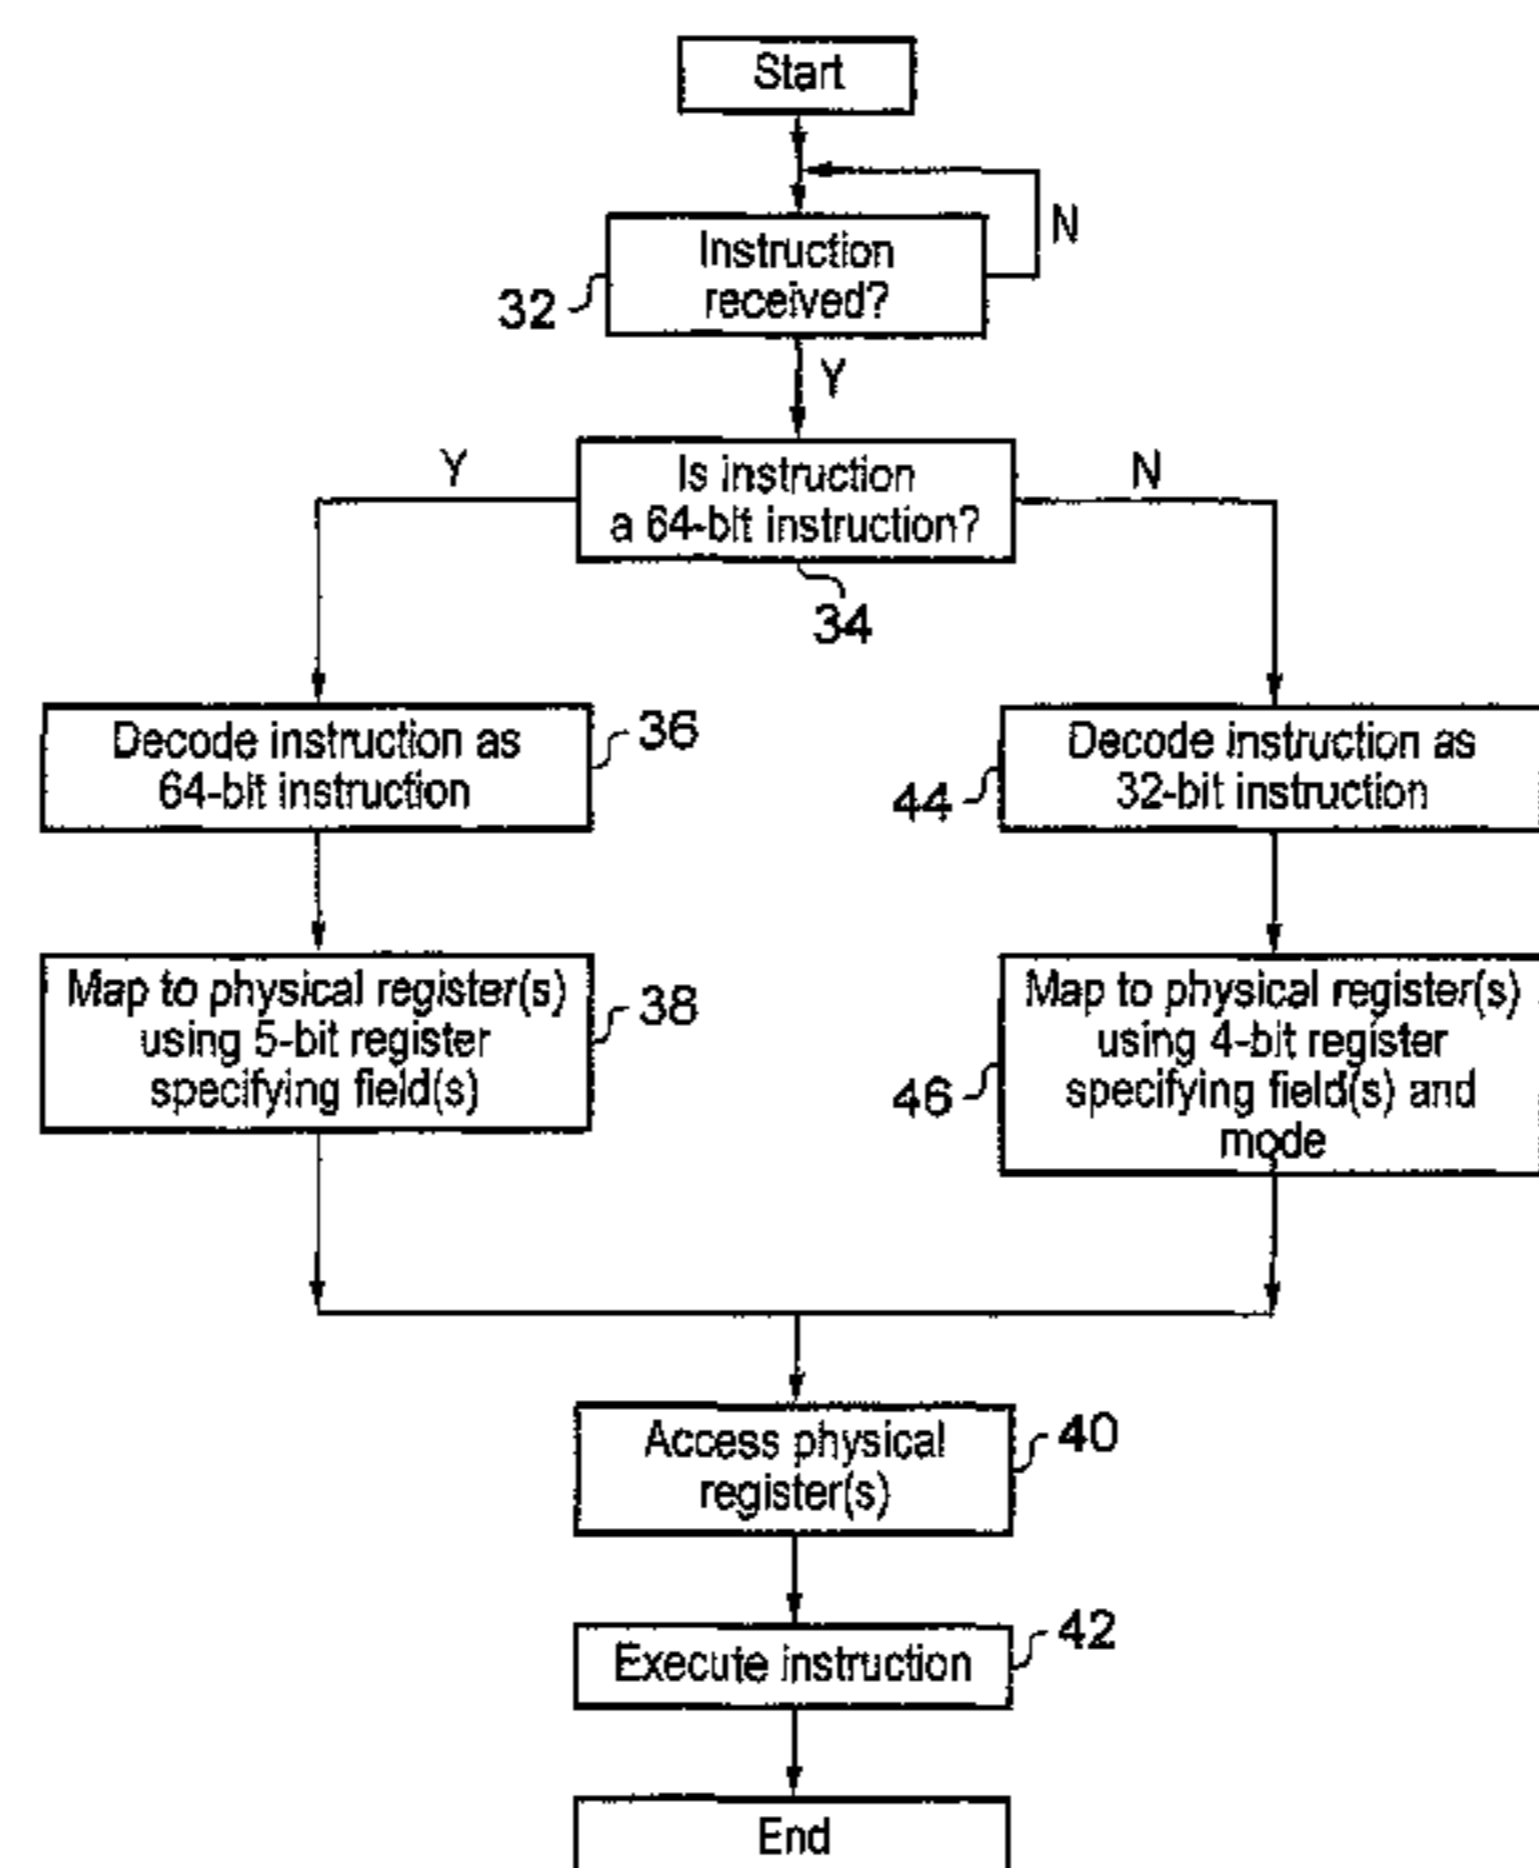 Start
N
Instruction
received?
32
Y
Y
Is instruction
a 64-bit instruction?
N
34
Decode instruction as
64-bit instruction
36
Decode instruction as
32-bit instruction
44
Map to physical register(s)
using 5-bit register
specifying field(s)
38
Map to physical register(s)
using 4-bit register
specifying field(s) and
mode
46
Access physical
register(s)
40
Execute instruction
42
End